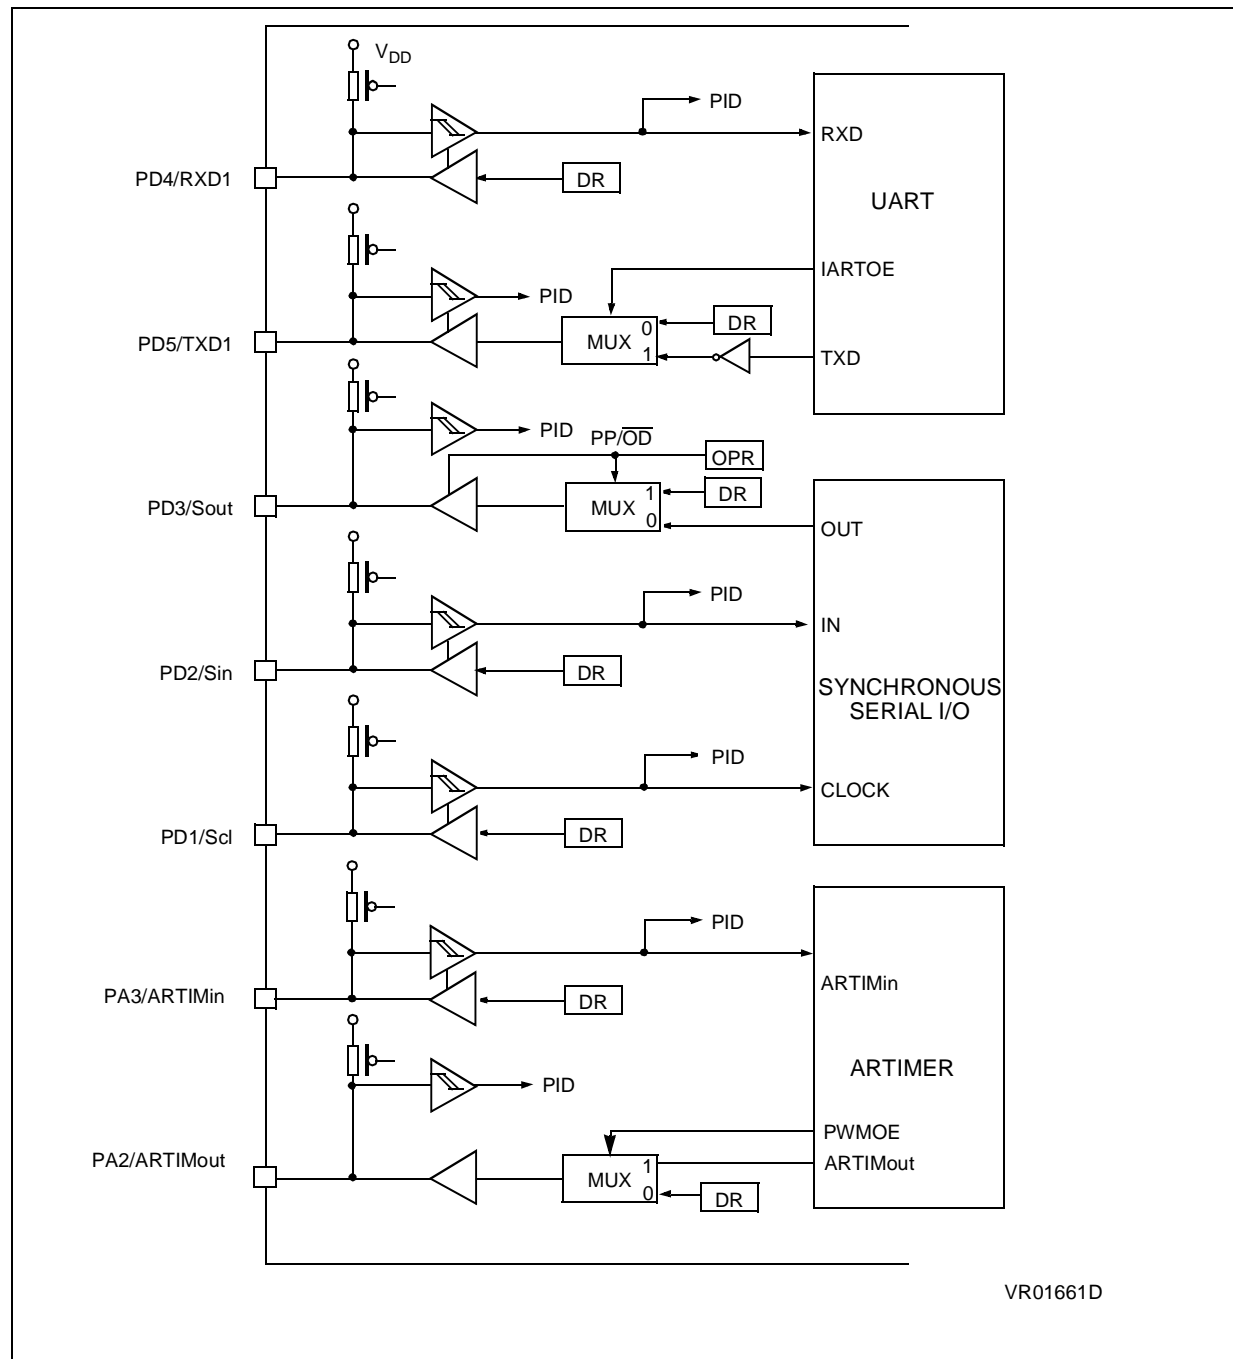 VDD
PID
RXD
PD4/RXD1
DR
UART
IARTOE
PID
DR
PD5/TXD1
MUX
0
1
TXD
PID
PP/OD
OPR
PD3/Sout
MUX
1
0
DR
OUT
PID
IN
PD2/Sin
DR
SYNCHRONOUS
SERIAL I/O
PID
CLOCK
PD1/Scl
DR
PID
ARTIMin
PA3/ARTIMin
DR
ARTIMER
PID
PWMOE
PA2/ARTIMout
MUX
1
0
ARTIMout
DR
VR01661D